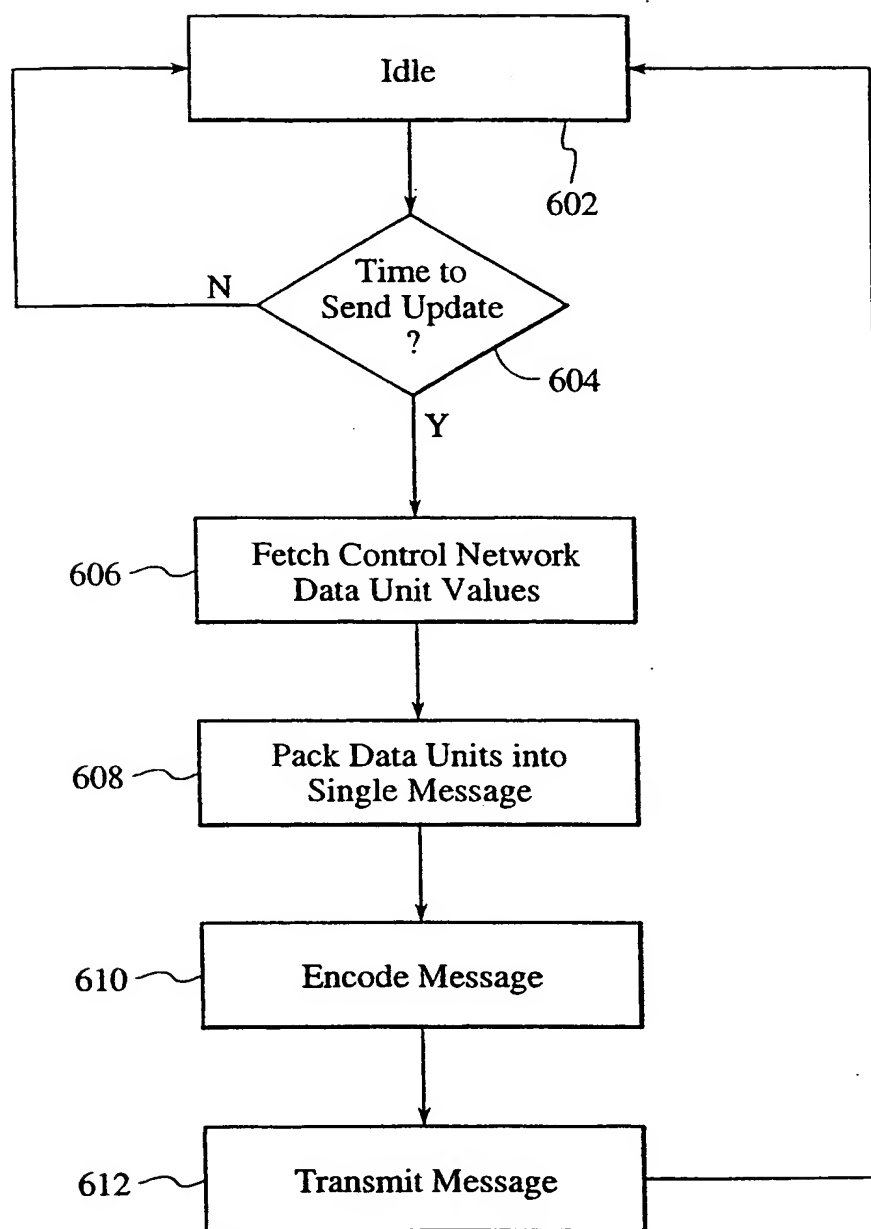 Idle
602
Time to
Send Update
?
604
N
Y
606
Fetch Control Network
Data Unit Values
608
Pack Data Units into
Single Message
610
Encode Message
612
Transmit Message